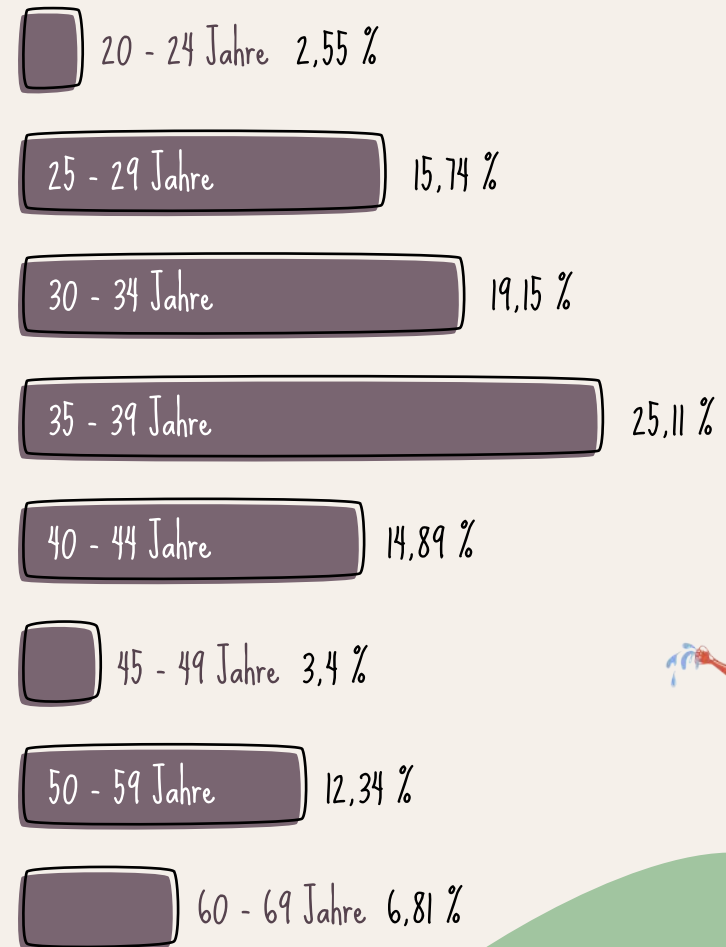 20 - 24 Jahre 2,55 %
25 - 29 Jahre 15,74 %
30 - 34 Jahre 19,15 %
35 - 39 Jahre 25,11 %
40 - 44 Jahre 14,89 %
45 - 49 Jahre 3,4 %
50 - 59 Jahre 12,34 %
60 - 69 Jahre 6,81 %